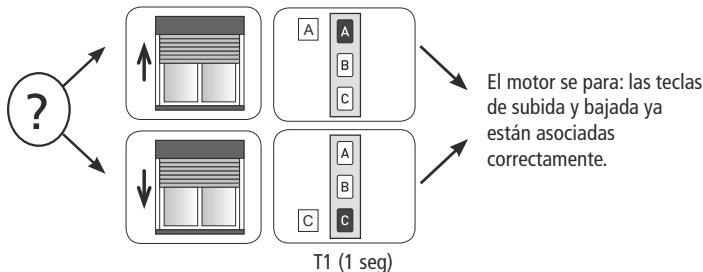 ?
A
A
B
C
A
B
C
C
T1 (1 seg)
El motor se para: las teclas
de subida y bajada ya
están asociadas
correctamente.